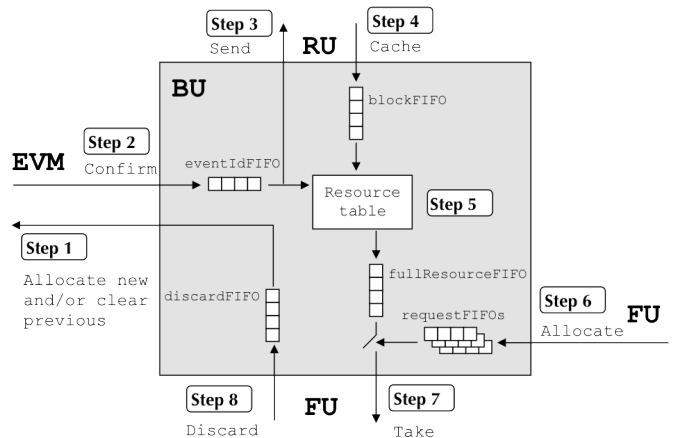 Step 3
Send
RU
Step 4
Cache
BU
blockFIFO
Step 2
EVM
Confirm
eventIdFIFO
Resource
table
Step 5
Step 1
Allocate new
and/or clear
previous
discardFIFO
fullResourceFIFO
requestFIFOs
Step 6
Allocate
FU
Step 8
Discard
FU
Step 7
Take